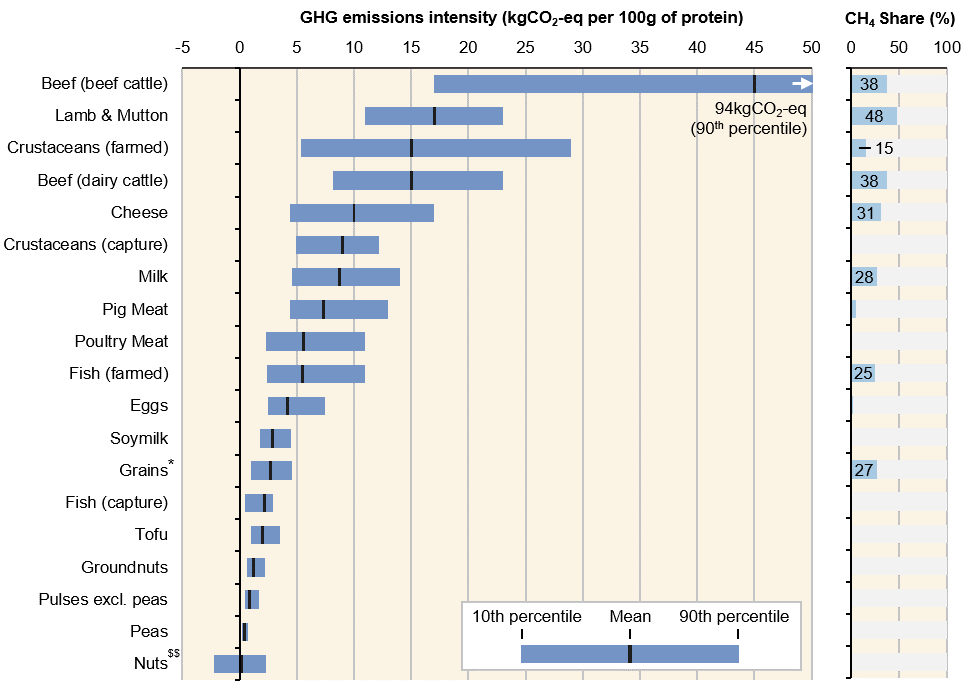 GHG emissions intensity (kgCO₂-eq per 100g of protein)
CH₄ Share (%)
-5 0 5 10 15 20 25 30 35 40 45 50
0 50 100
Beef (beef cattle)
38
Lamb & Mutton
94kgCO₂-eq
(90th percentile)
48
Crustaceans (farmed)
15
Beef (dairy cattle)
38
Cheese
31
Crustaceans (capture)
Milk
28
Pig Meat
Poultry Meat
Fish (farmed)
25
Eggs
Soymilk
Grains*
27
Fish (capture)
Tofu
Groundnuts
Pulses excl. peas
Peas
Nuts$$
10th percentile Mean 90th percentile